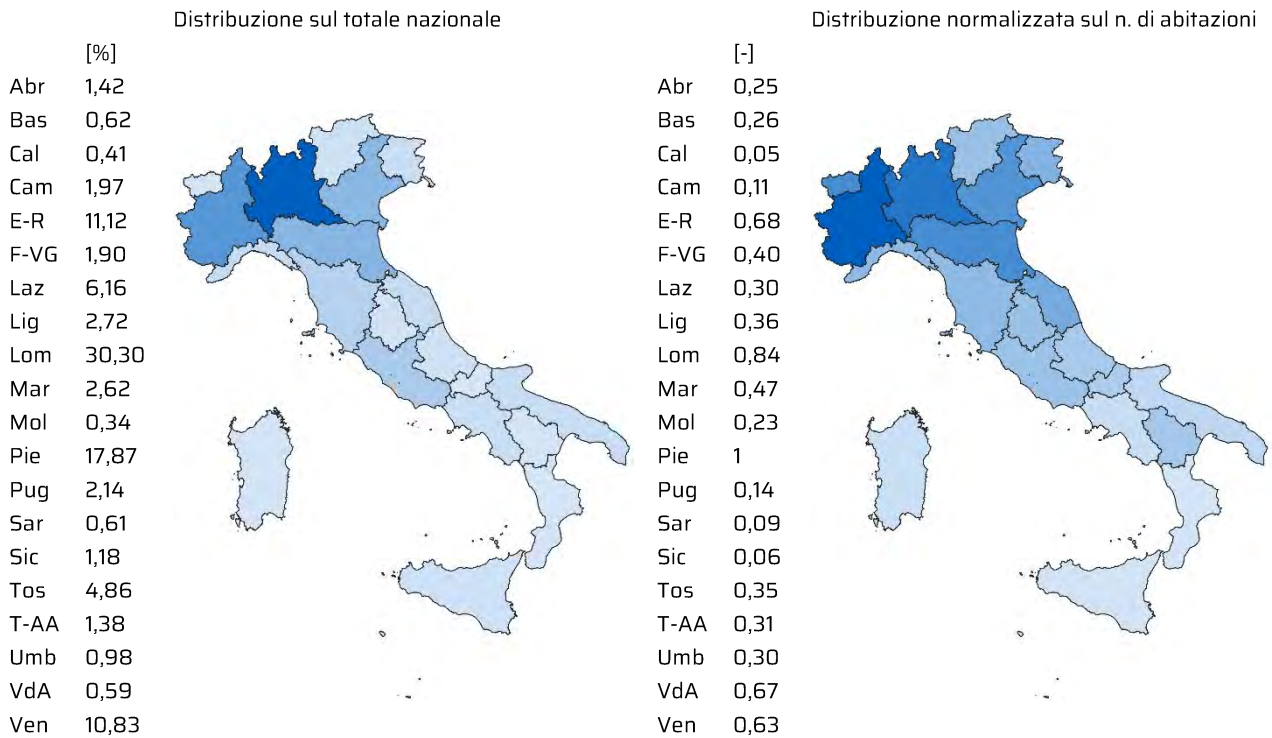 Distribuzione sul totale nazionale
[%]
Abr 1,42
Bas 0,62
Cal 0,41
Cam 1,97
E-R 11,12
F-VG 1,90
Laz 6,16
Lig 2,72
Lom 30,30
Mar 2,62
Mol 0,34
Pie 17,87
Pug 2,14
Sar 0,61
Sic 1,18
Tos 4,86
T-AA 1,38
Umb 0,98
VdA 0,59
Ven 10,83
Distribuzione normalizzata sul n. di abitazioni
[-]
Abr 0,25
Bas 0,26
Cal 0,05
Cam 0,11
E-R 0,68
F-VG 0,40
Laz 0,30
Lig 0,36
Lom 0,84
Mar 0,47
Mol 0,23
Pie 1
Pug 0,14
Sar 0,09
Sic 0,06
Tos 0,35
T-AA 0,31
Umb 0,30
VdA 0,67
Ven 0,63